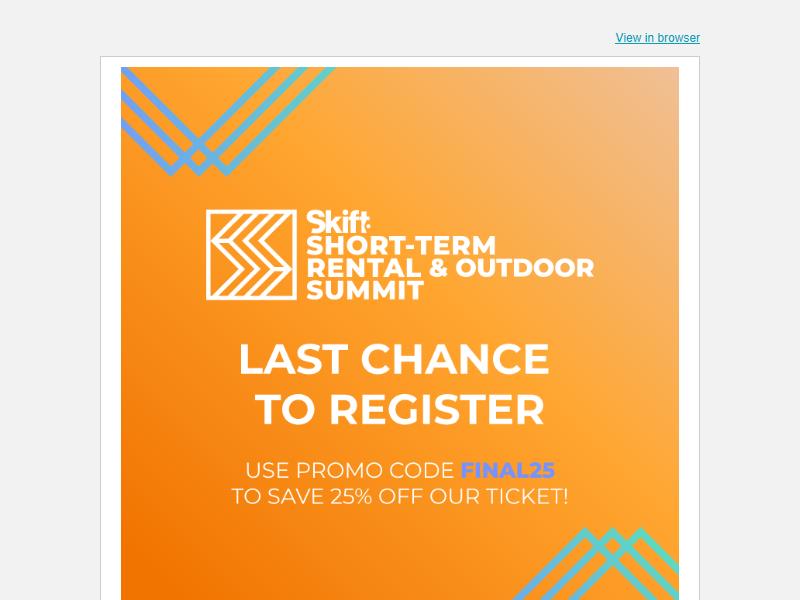 View in browser
Skift
SHORT-TERM
RENTAL & OUTDOOR
SUMMIT
LAST CHANCE
TO REGISTER
USE PROMO CODE FINAL25
TO SAVE 25% OFF OUR TICKET!